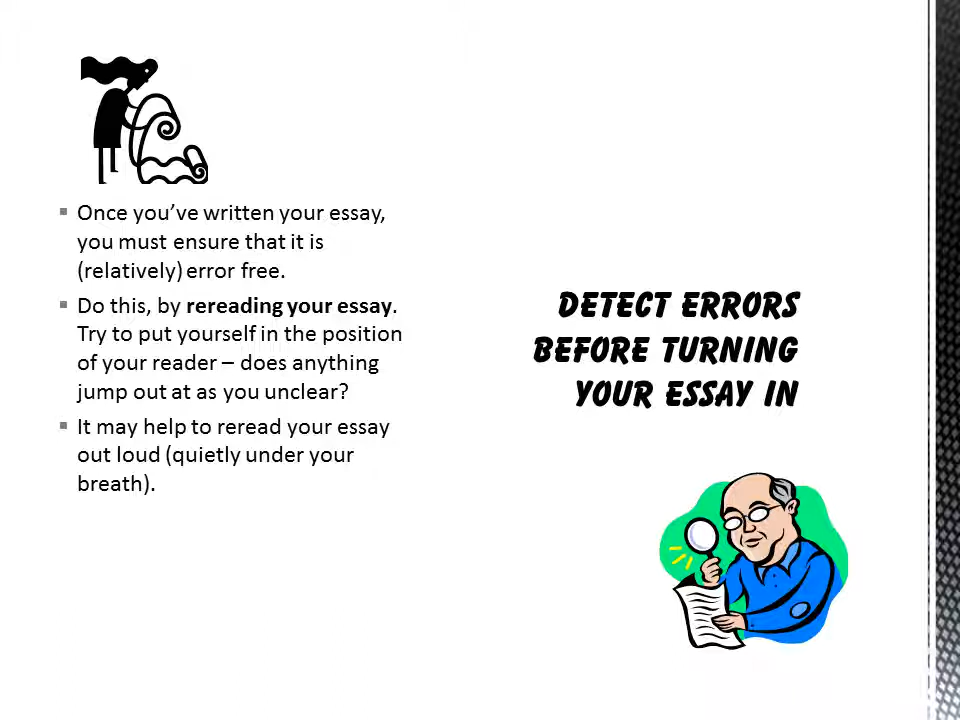 Once you’ve written your essay,
you must ensure that it is
(relatively) error free.
Do this, by rereading your essay.
Try to put yourself in the position
of your reader – does anything
jump out at as you unclear?
It may help to reread your essay
out loud (quietly under your
breath).
DETECT ERRORS
BEFORE TURNING
YOUR ESSAY IN